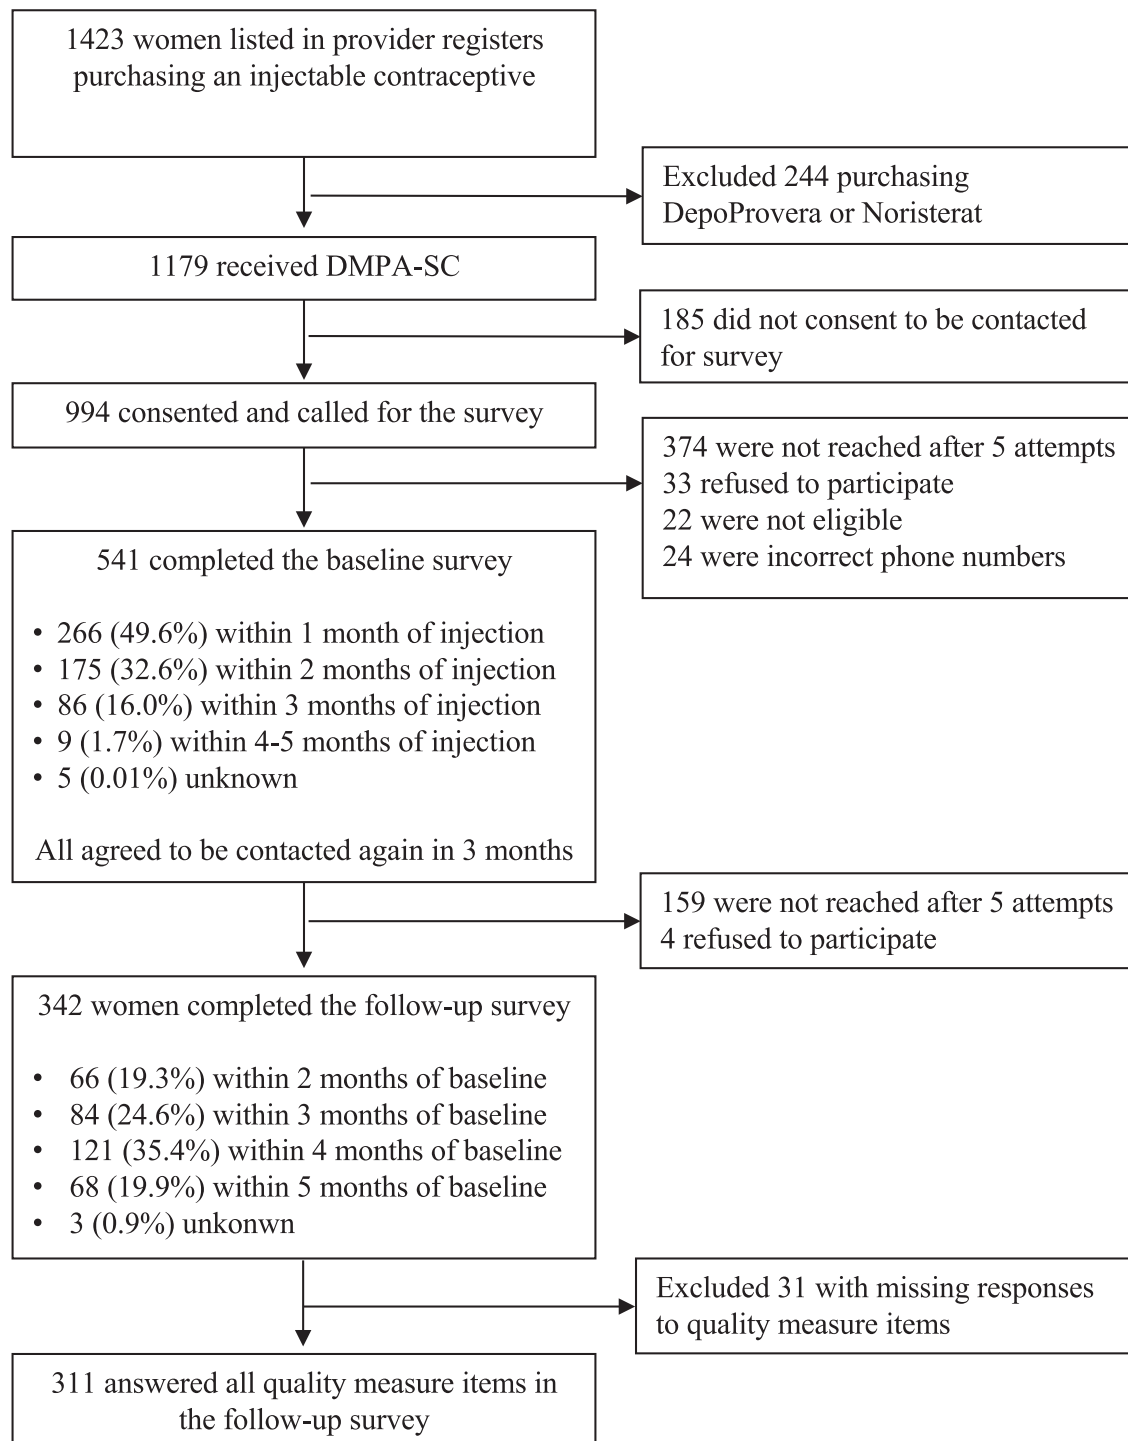 1423 women listed in provider registers
purchasing an injectable contraceptive
Excluded 244 purchasing
DepoProvera or Noristerat
1179 received DMPA-SC
185 did not consent to be contacted
for survey
994 consented and called for the survey
374 were not reached after 5 attempts
33 refused to participate
22 were not eligible
24 were incorrect phone numbers
541 completed the baseline survey
• 266 (49.6%) within 1 month of injection
• 175 (32.6%) within 2 months of injection
• 86 (16.0%) within 3 months of injection
• 9 (1.7%) within 4-5 months of injection
• 5 (0.01%) unknown
All agreed to be contacted again in 3 months
159 were not reached after 5 attempts
4 refused to participate
342 women completed the follow-up survey
• 66 (19.3%) within 2 months of baseline
• 84 (24.6%) within 3 months of baseline
• 121 (35.4%) within 4 months of baseline
• 68 (19.9%) within 5 months of baseline
• 3 (0.9%) unkonwn
Excluded 31 with missing responses
to quality measure items
311 answered all quality measure items in
the follow-up survey